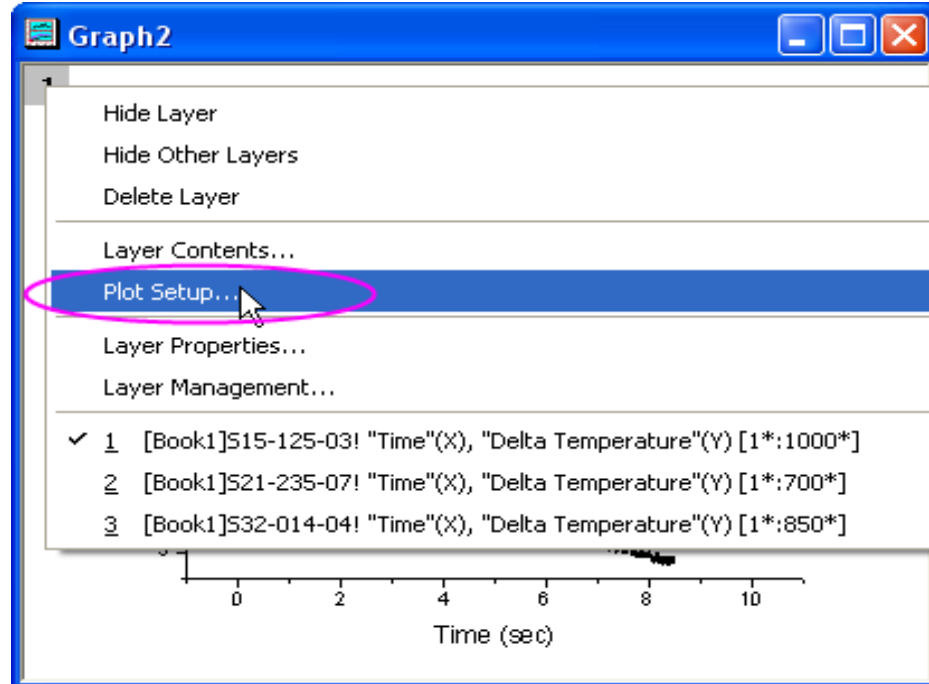 Graph2
1
Hide Layer
Hide Other Layers
Delete Layer
Layer Contents...
Plot Setup...
Layer Properties...
Layer Management...
✓ 1 [Book1]S15-125-03! "Time"(X), "Delta Temperature"(Y) [1*:1000*]
2 [Book1]S21-235-07! "Time"(X), "Delta Temperature"(Y) [1*:700*]
3 [Book1]S32-014-04! "Time"(X), "Delta Temperature"(Y) [1*:850*]
0 2 4 6 8 10
Time (sec)